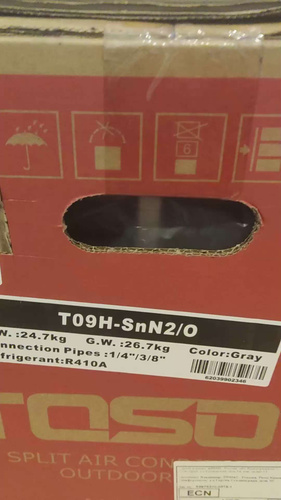 6
T09H-SnN2/O
W. :24.7kg G.W. :26.7kg
nnection Pipes :1/4"/3/8" Color:Gray
frigerant:R410A
62039902346
TOSO
SPLIT AIR CON
OUTDOOR
ECN